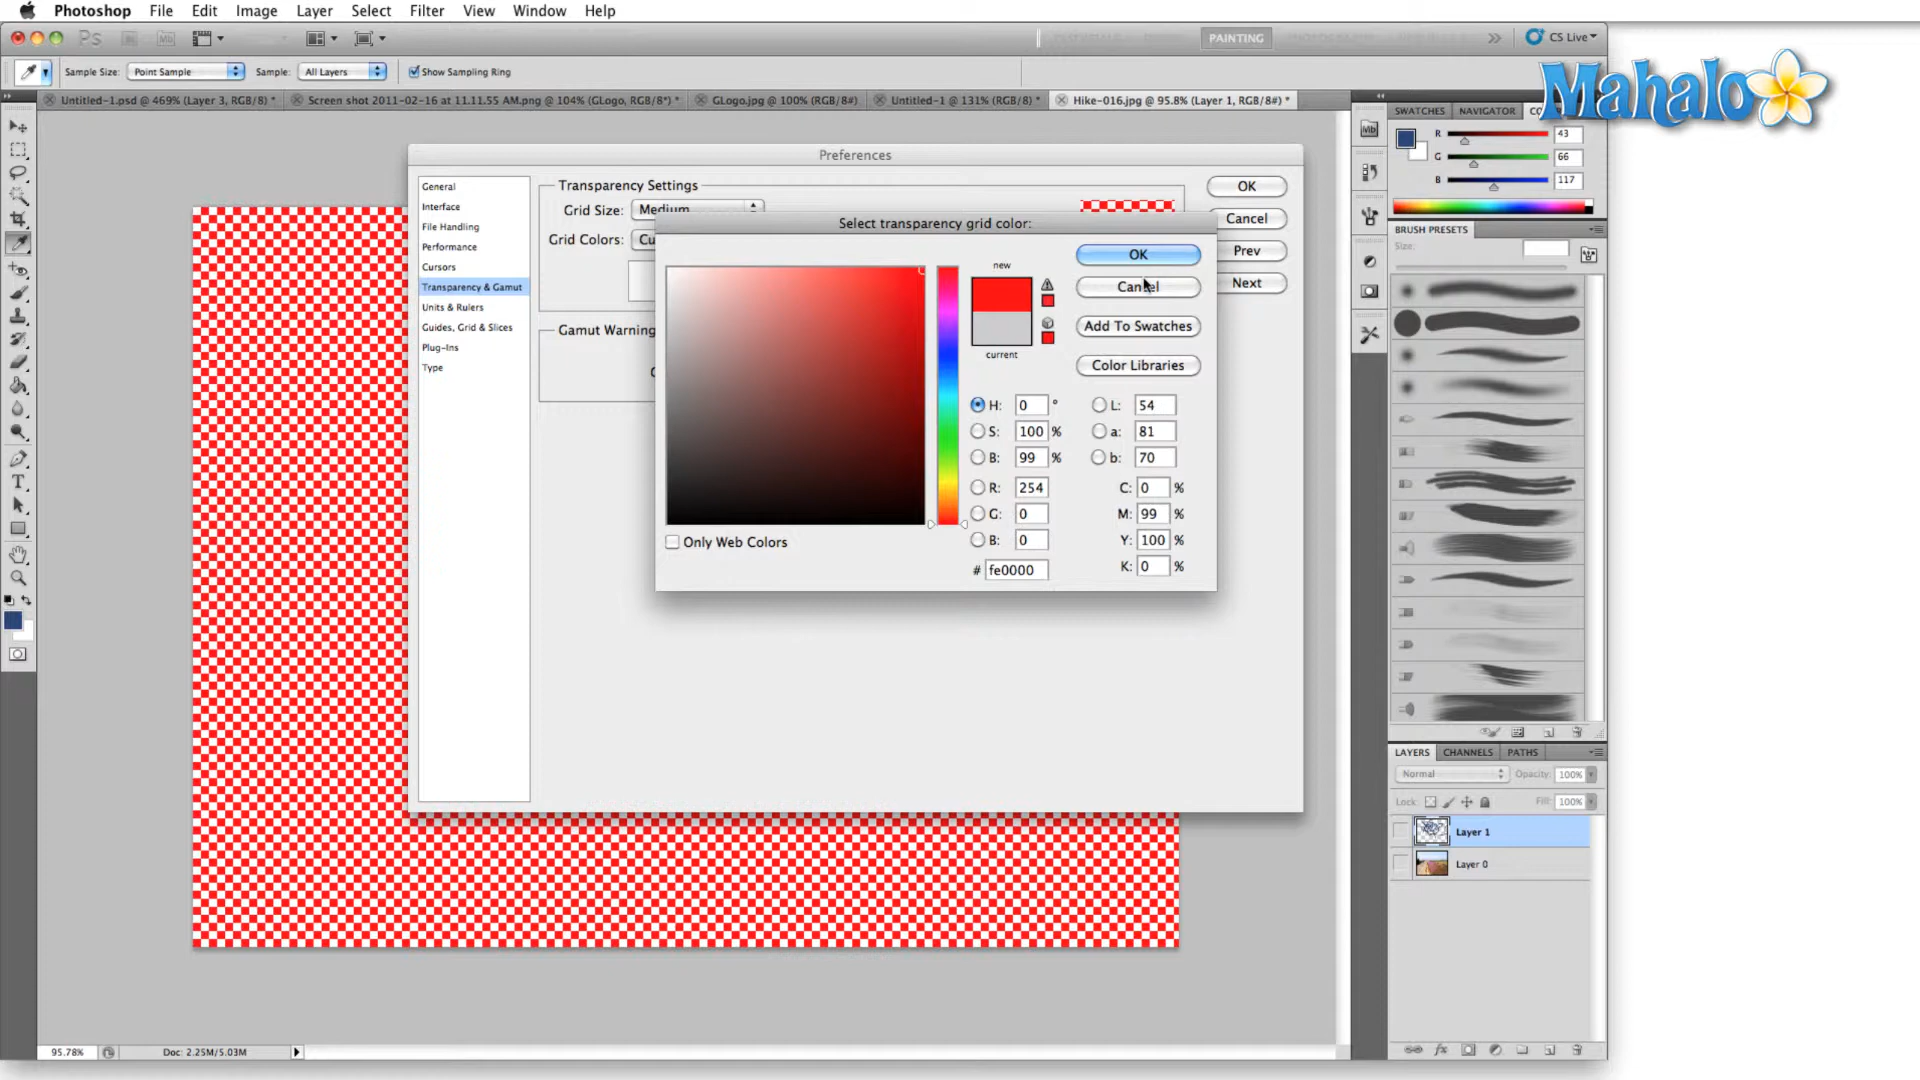 Photoshop File Edit Image Layer Select Filter View Window Help
Ps Mb PAINTING CS Live
Sample Size: Point Sample Sample: All Layers Show Sampling Ring
Untitled-1.psd @ 469% (Layer 3, RGB/8) * Screen shot 2011-02-16 at 11.11.55 AM.png @ 104% (GLogo, RGB/8*) * GLogo.jpg @ 100% (RGB/8#) Untitled-1 @ 131% (RGB/8) * Hike-016.jpg @ 95.8% (Layer 1, RGB/8#) *
Mahalo
SWATCHES NAVIGATOR
R 43
G 66
B 117
BRUSH PRESETS
Size:
Preferences
General
Interface
File Handling
Performance
Cursors
Transparency & Gamut
Units & Rulers
Guides, Grid & Slices
Plug-Ins
Type
Transparency Settings
Grid Size: Medium
Grid Colors:
Gamut Warning
OK
Cancel
Prev
Next
Select transparency grid color:
new
current
OK
Cancel
Add To Swatches
Color Libraries
H: 0 ° L: 54
S: 100 % a: 81
B: 99 % b: 70
R: 254 C: 0 %
G: 0 M: 99 %
B: 0 Y: 100 %
# fe0000 K: 0 %
Only Web Colors
LAYERS CHANNELS PATHS
Normal Opacity: 100%
Lock: Fill: 100%
Layer 1
Layer 0
95.78% Doc: 2.25M/5.03M